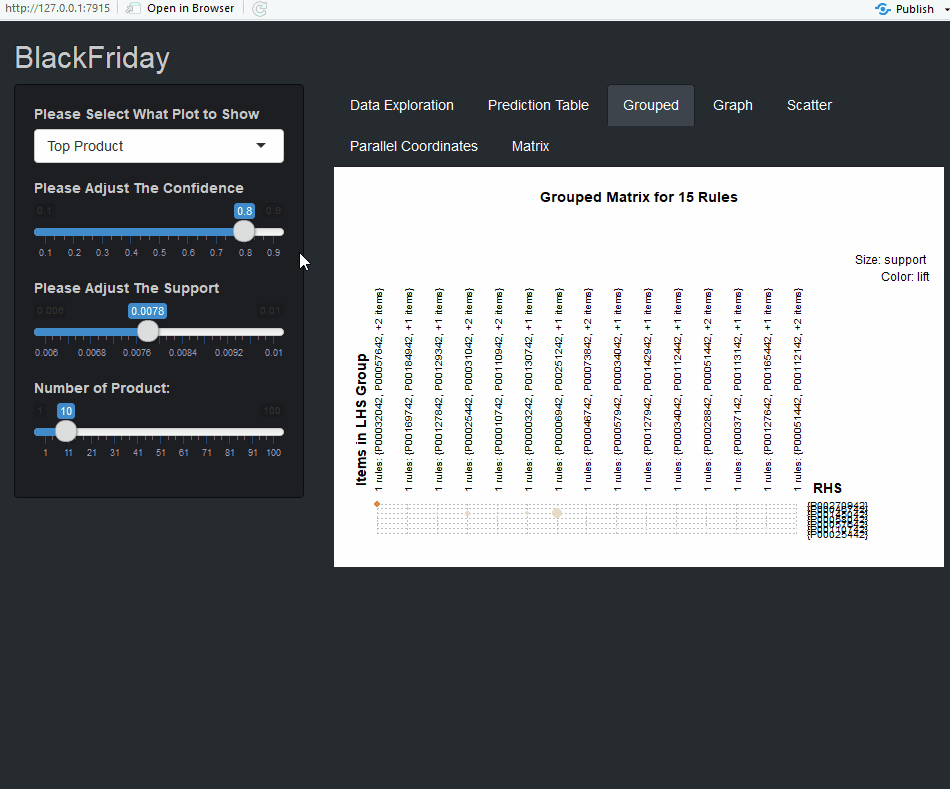 http://127.0.0.1:7915
Open in Browser
Publish
BlackFriday
Please Select What Plot to Show
Top Product
Please Adjust The Confidence
0.1 0.8 0.9
0.1 0.2 0.3 0.4 0.5 0.6 0.7 0.8 0.9
Please Adjust The Support
0.006 0.0078 0.01
0.006 0.0068 0.0076 0.0084 0.0092 0.01
Number of Product:
1 10 100
1 11 21 31 41 51 61 71 81 91 100
Data Exploration Prediction Table Grouped Graph Scatter
Parallel Coordinates Matrix
Grouped Matrix for 15 Rules
Size: support
Color: lift
Items in LHS Group
1 rules: {P00032042, P00057642, +2 items}
1 rules: {P00169742, P00184942, +1 items}
1 rules: {P00127842, P00129342, +1 items}
1 rules: {P00025442, P00031042, +2 items}
1 rules: {P00010742, P00110942, +2 items}
1 rules: {P00003242, P00130742, +1 items}
1 rules: {P00006942, P00251242, +1 items}
1 rules: {P00046742, P00073842, +2 items}
1 rules: {P00057942, P00034042, +1 items}
1 rules: {P00127942, P00142942, +1 items}
1 rules: {P00034042, P00112442, +1 items}
1 rules: {P00028842, P00051442, +2 items}
1 rules: {P00037142, P00113142, +1 items}
1 rules: {P00127642, P00165442, +1 items}
1 rules: {P00051442, P00112142, +2 items}
RHS
{P00270942}
{P00110742}
{P00025442}